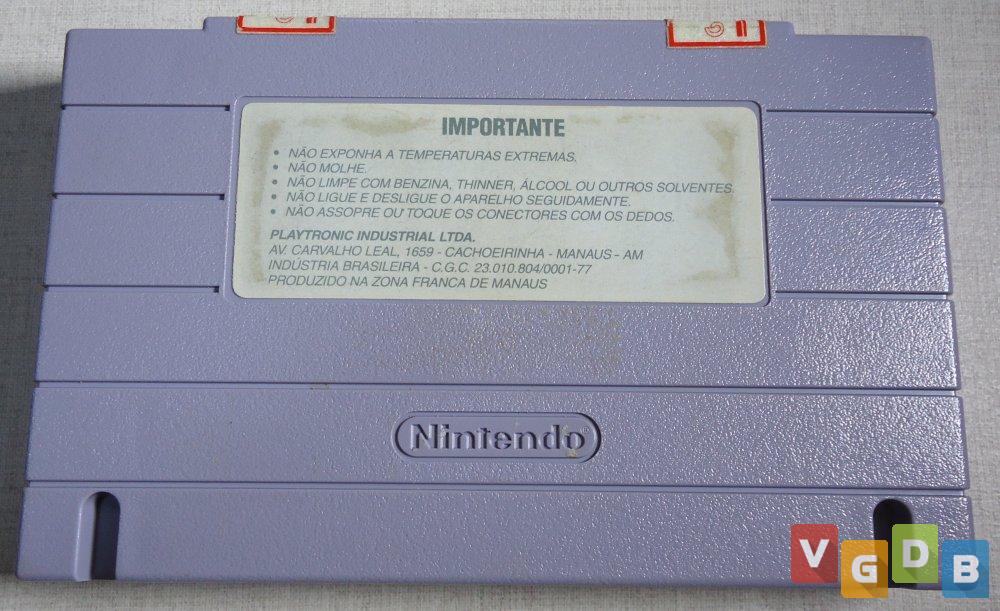 IMPORTANTE
• NÃO EXPONHA A TEMPERATURAS EXTREMAS.
• NÃO MOLHE.
• NÃO LIMPE COM BENZINA, THINNER, ÁLCOOL OU OUTROS SOLVENTES.
• NÃO LIGUE E DESLIGUE O APARELHO SEGUIDAMENTE.
• NÃO ASSOPRE OU TOQUE OS CONECTORES COM OS DEDOS.
PLAYTRONIC INDUSTRIAL LTDA.
AV. CARVALHO LEAL, 1659 - CACHOEIRINHA - MANAUS - AM
INDÚSTRIA BRASILEIRA - C.G.C. 23.010.804/0001-77
PRODUZIDO NA ZONA FRANCA DE MANAUS
Nintendo
VGDB